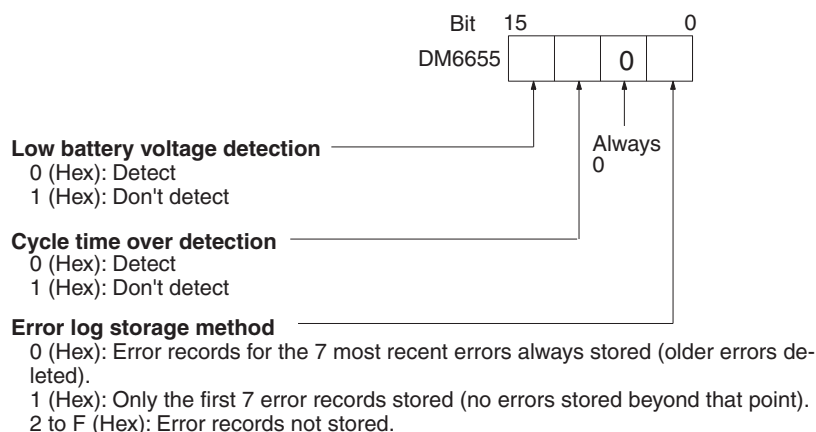 Bit 15 0
DM6655 0
Always
0
Low battery voltage detection
0 (Hex): Detect
1 (Hex): Don't detect
Cycle time over detection
0 (Hex): Detect
1 (Hex): Don't detect
Error log storage method
0 (Hex): Error records for the 7 most recent errors always stored (older errors de-
leted).
1 (Hex): Only the first 7 error records stored (no errors stored beyond that point).
2 to F (Hex): Error records not stored.